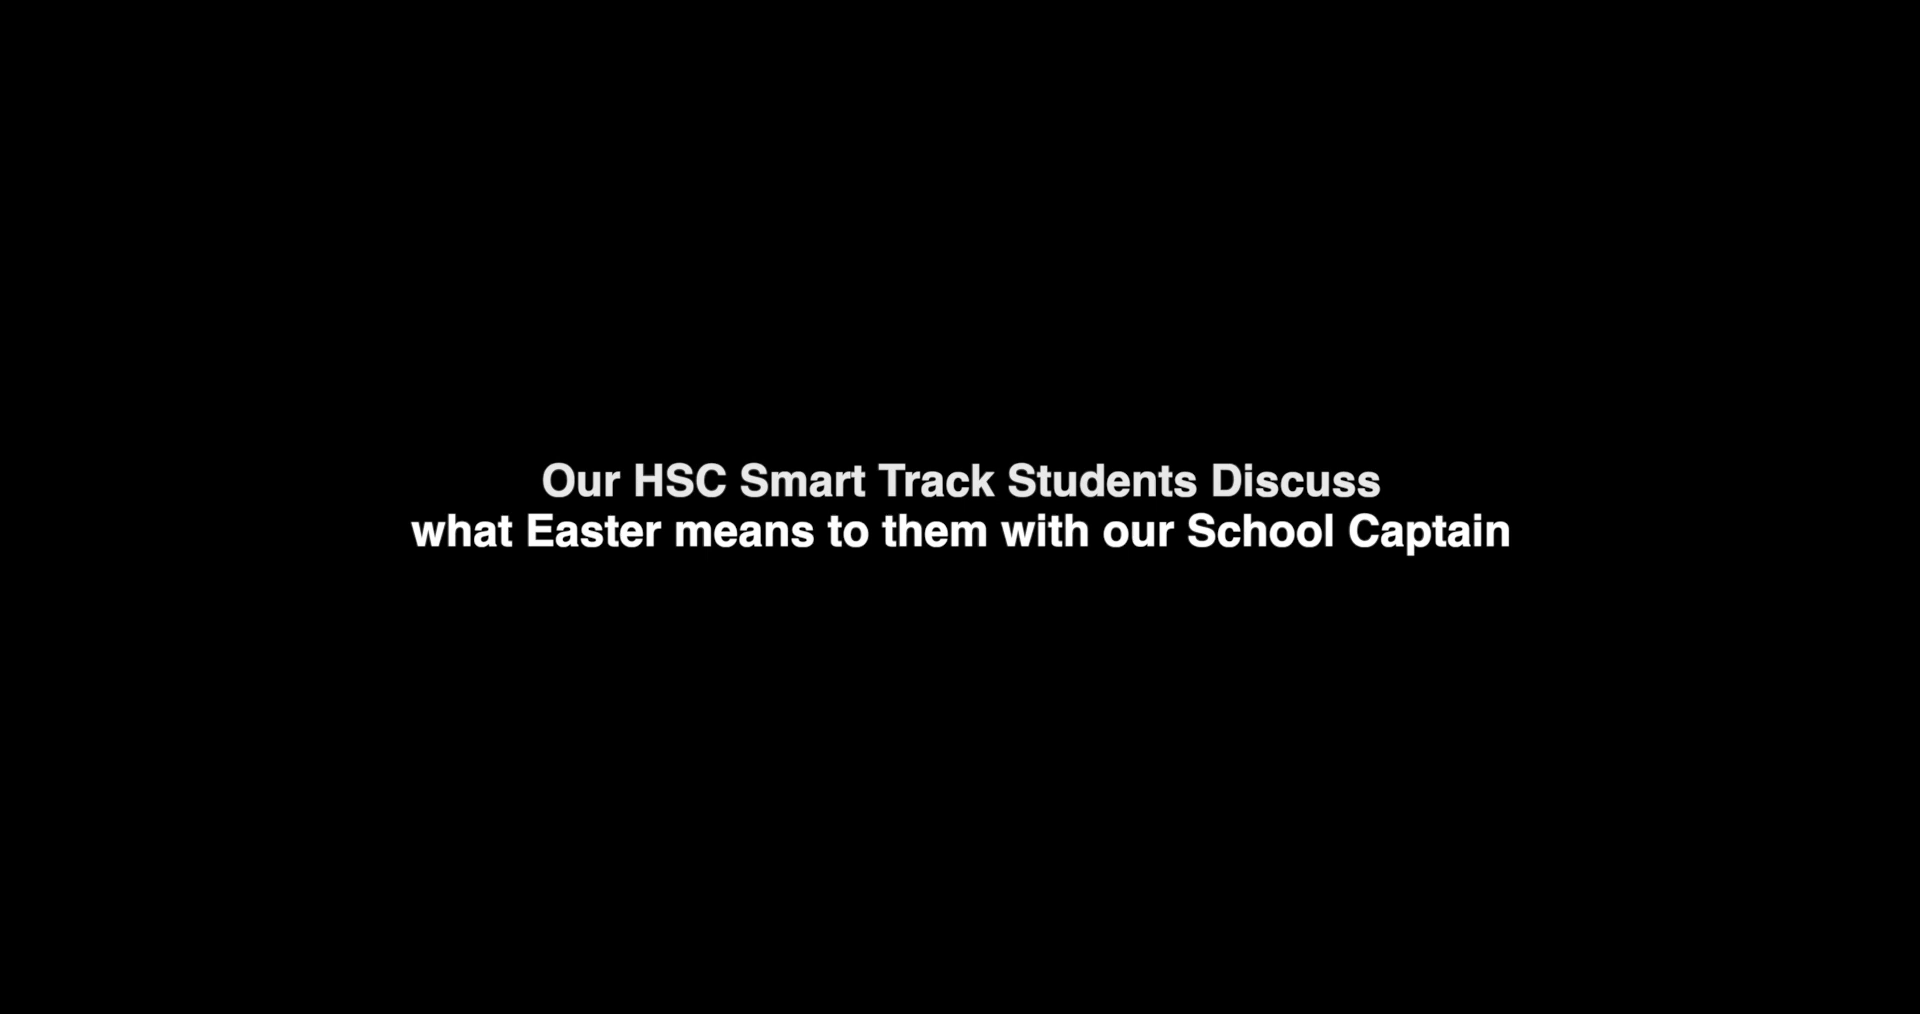 Our HSC Smart Track Students Discuss
what Easter means to them with our School Captain